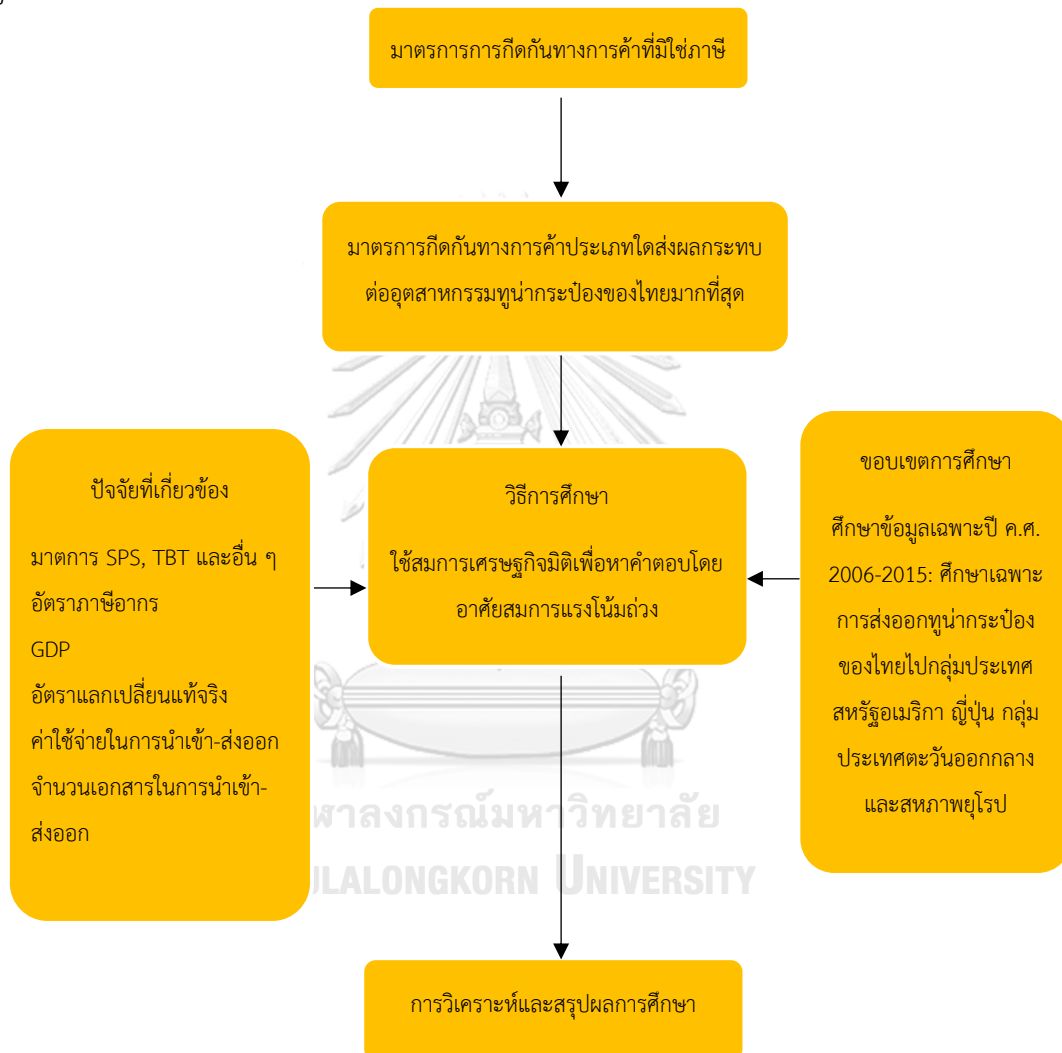 มาตรการการกีดกันทางการค้าที่มิใช่ภาษี
มาตรการกีดกันทางการค้าประเภทใดส่งผลกระทบ
ต่ออุตสาหกรรมทูน่ากระป๋องของไทยมากที่สุด
ปัจจัยที่เกี่ยวข้อง
มาตการ SPS, TBT และอื่น ๆ
อัตราภาษีอากร
GDP
อัตราแลกเปลี่ยนแท้จริง
ค่าใช้จ่ายในการนำเข้า-ส่งออก
จำนวนเอกสารในการนำเข้า-
ส่งออก
วิธีการศึกษา
ใช้สมการเศรษฐกิจมิติเพื่อหาคำตอบโดย
อาศัยสมการแรงโน้มถ่วง
ขอบเขตการศึกษา
ศึกษาข้อมูลเฉพาะปี ค.ศ.
2006-2015: ศึกษาเฉพาะ
การส่งออกทูน่ากระป๋อง
ของไทยไปกลุ่มประเทศ
สหรัฐอเมริกา ญี่ปุ่น กลุ่ม
ประเทศตะวันออกกลาง
และสหภาพยุโรป
ฬาลงกรณ์มหาวิทยาลัย
ULALONGKORN UNIVERSITY
การวิเคราะห์และสรุปผลการศึกษา